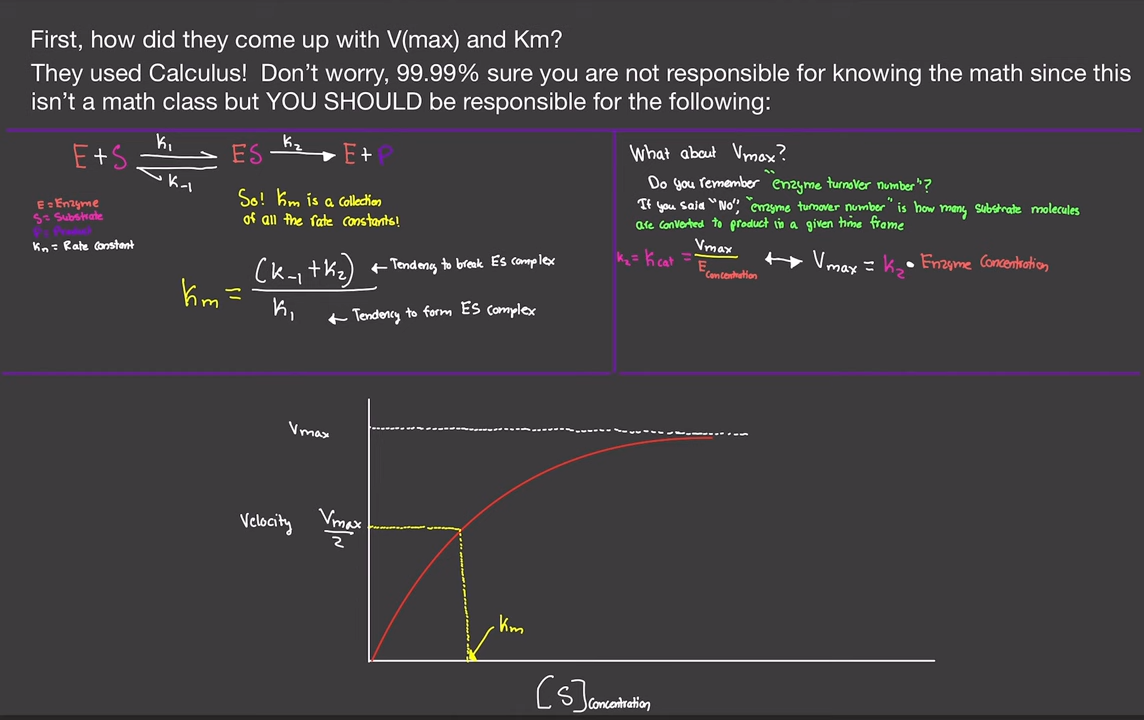 First, how did they come up with V(max) and Km?
They used Calculus! Don't worry, 99.99% sure you are not responsible for knowing the math since this
isn't a math class but YOU SHOULD be responsible for the following:
E + S
K₁
K-₁
ES
K₂
E + P
E = Enzyme
S = Substrate
P = Product
Kn = Rate constant
So! Km is a collection
of all the rate constants!
Km = (K-₁ + K₂) / K₁
← Tendency to break ES complex
← Tendency to form ES complex
What about Vmax?
Do you remember "enzyme turnover number"?
If you said "No", "enzyme turnover number" is how many substrate molecules
are converted to product in a given time frame
K₂ = Kcat = Vmax / E concentration ↔ Vmax = K₂ • Enzyme Concentration
Vmax
Velocity
Vmax / 2
Km
[S] Concentration